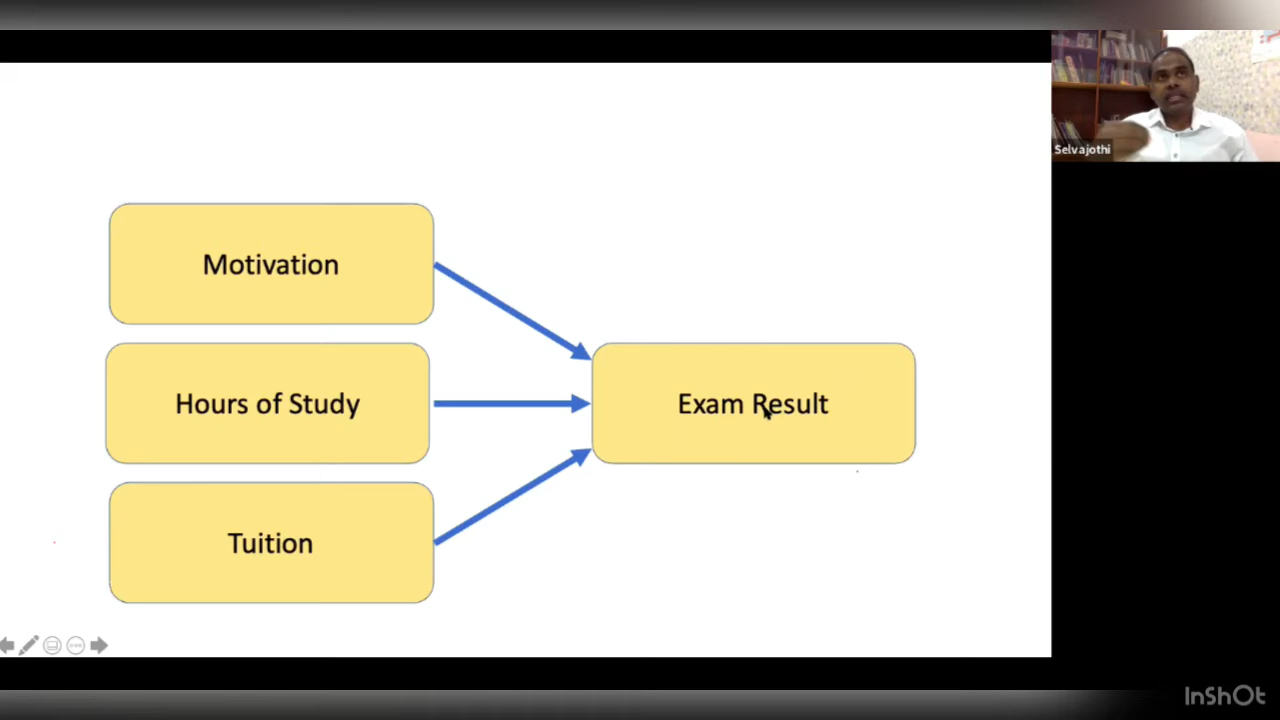 Motivation
Hours of Study
Tuition
Exam Result
Selvajothi
InShOt